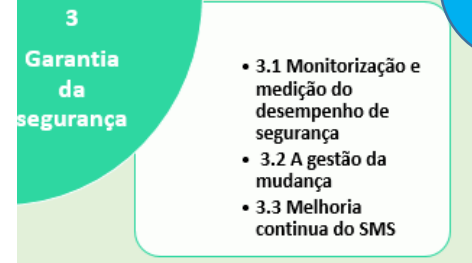 3
Garantia
da
segurança
• 3.1 Monitorização e
medição do
desempenho de
segurança
• 3.2 A gestão da
mudança
• 3.3 Melhoria
continua do SMS